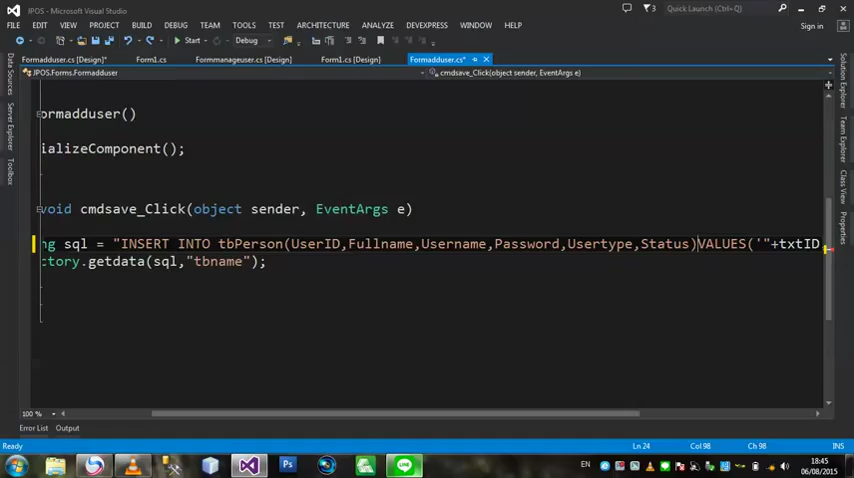 JPOS - Microsoft Visual Studio
3
Quick Launch (Ctrl+Q)
FILE EDIT VIEW PROJECT BUILD DEBUG TEAM TOOLS TEST ARCHITECTURE ANALYZE DEVEXPRESS WINDOW HELP
Sign in
Start Debug
Formadduser.cs [Design]* Form1.cs Formmanageuser.cs [Design] Form1.cs [Design] Formadduser.cs*
JPOS.Forms.Formadduser cmdsave_Click(object sender, EventArgs e)
Data Sources
Server Explorer
Toolbox
ormadduser()
ializeComponent();
void cmdsave_Click(object sender, EventArgs e)
ng sql = "INSERT INTO tbPerson(UserID,Fullname,Username,Password,Usertype,Status)VALUES('"+txtID
ctory.getdata(sql,"tbname");
Solution Explorer
Team Explorer
Class View
Properties
100 %
Error List Output
Ready Ln 24 Col 98 Ch 98 INS
EN
18:45
06/08/2015
Ps
LINE